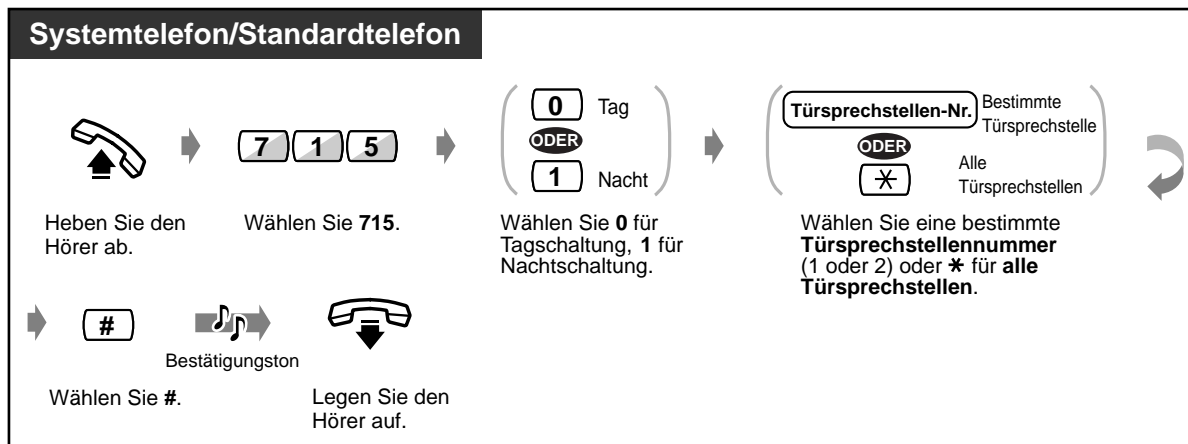 Systemtelefon/Standardtelefon
Heben Sie den
Hörer ab.
7 1 5
Wählen Sie 715.
0 Tag
ODER
1 Nacht
Wählen Sie 0 für
Tagschaltung, 1 für
Nachtschaltung.
Türsprechstellen-Nr. Bestimmte
Türsprechstelle
ODER
* Alle
Türsprechstellen
Wählen Sie eine bestimmte
Türsprechstellennummer
(1 oder 2) oder * für alle
Türsprechstellen.
#
Wählen Sie #.
Bestätigungston
Legen Sie den
Hörer auf.